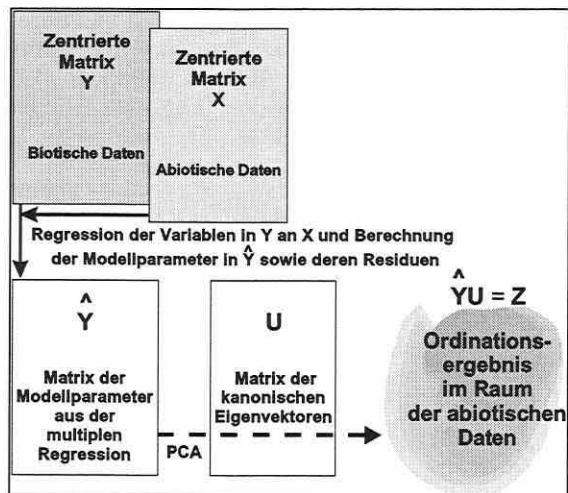 Zentrierte
Matrix
Y
Biotische Daten
Zentrierte
Matrix
X
Abiotische Daten
Regression der Variablen in Y an X und Berechnung
der Modellparameter in Ŷ sowie deren Residuen
Ŷ
Matrix der
Modellparameter
aus der
multiplen
Regression
PCA
U
Matrix der
kanonischen
Eigenvektoren
ŶU = Z
Ordinations-
ergebnis
im Raum
der abiotischen
Daten